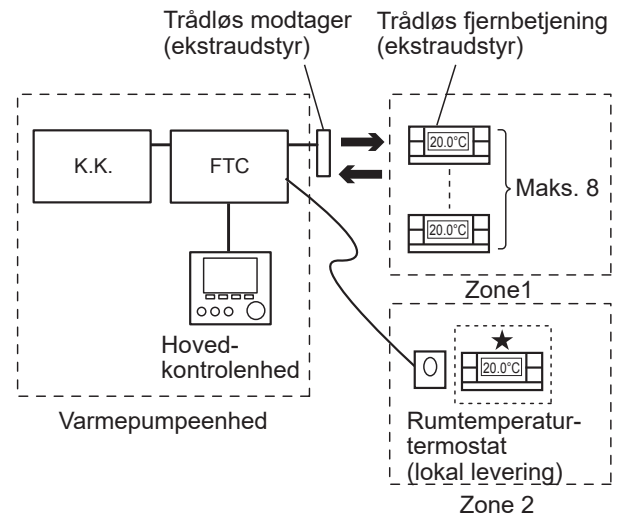 Trådløs modtager
(ekstraudstyr)
Trådløs fjernbetjening
(ekstraudstyr)
K.K.
FTC
20.0°C
Maks. 8
20.0°C
Zone1
Hoved-
kontrolenhed
Varmepumpeenhed
★
20.0°C
Rumtemperatur-
termostat
(lokal levering)
Zone 2